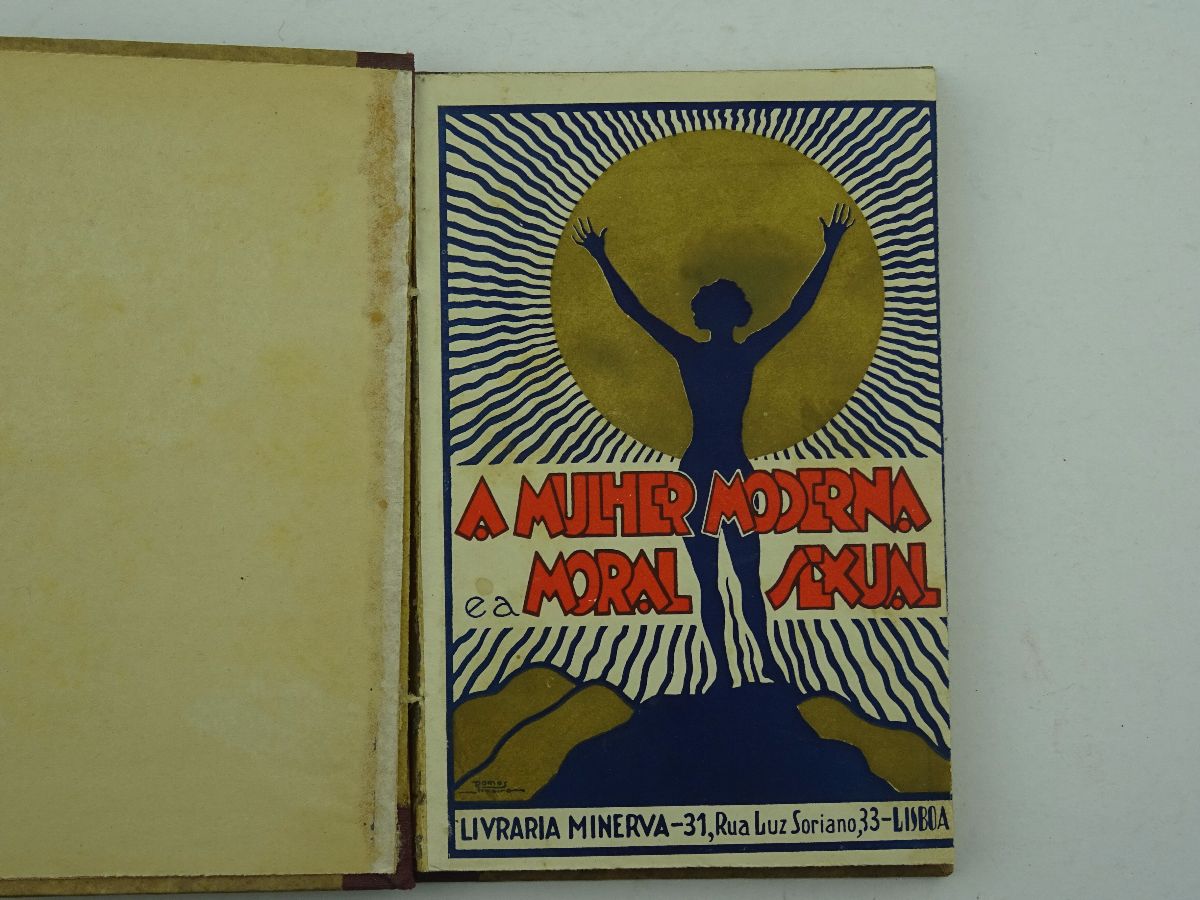 A MULHER MODERNA
e a MORAL SEXUAL
LIVRARIA MINERVA-31, Rua Luz Soriano, 33-LISBOA